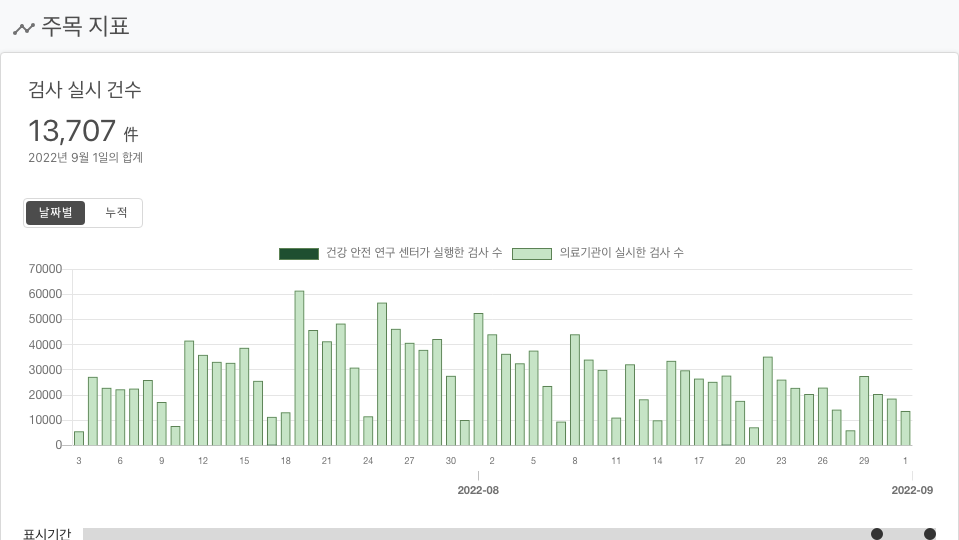 주목 지표
검사 실시 건수
13,707 件
2022년 9월 1일의 합계
날짜별 누적
건강 안전 연구 센터가 실행한 검사 수 의료기관이 실시한 검사 수
70000
60000
50000
40000
30000
20000
10000
0
3 6 9 12 15 18 21 24 27 30 2 5 8 11 14 17 20 23 26 29 1
2022-08 2022-09
표시기간